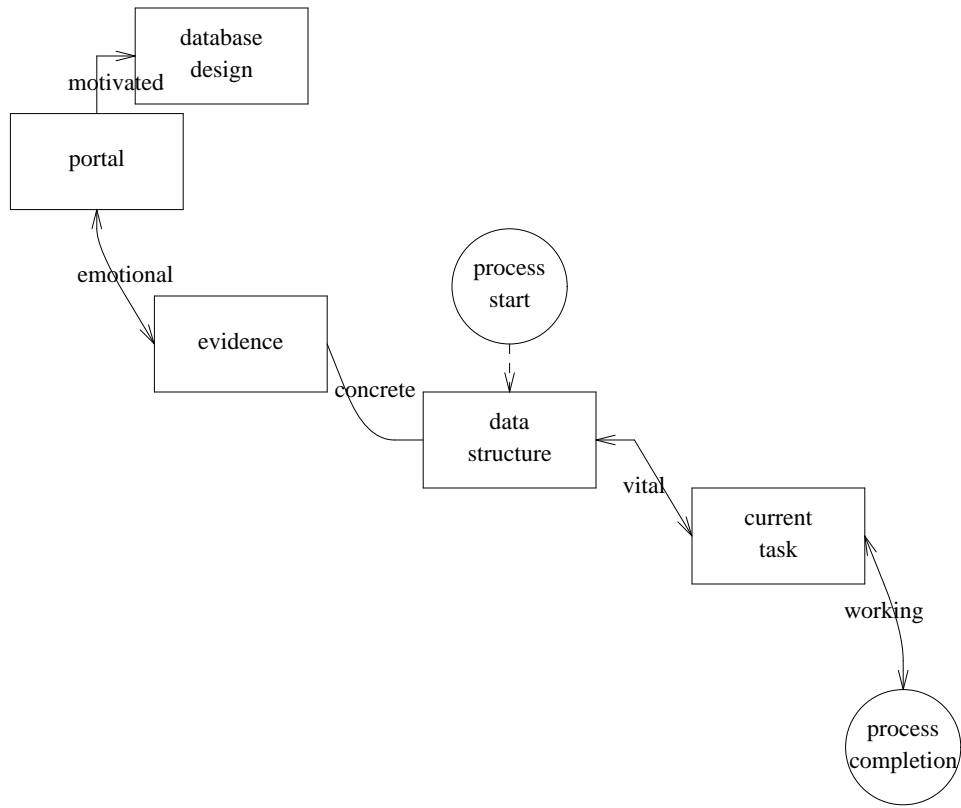 database
design
motivated
portal
process
start
emotional
evidence
concrete
data
structure
vital
current
task
working
process
completion